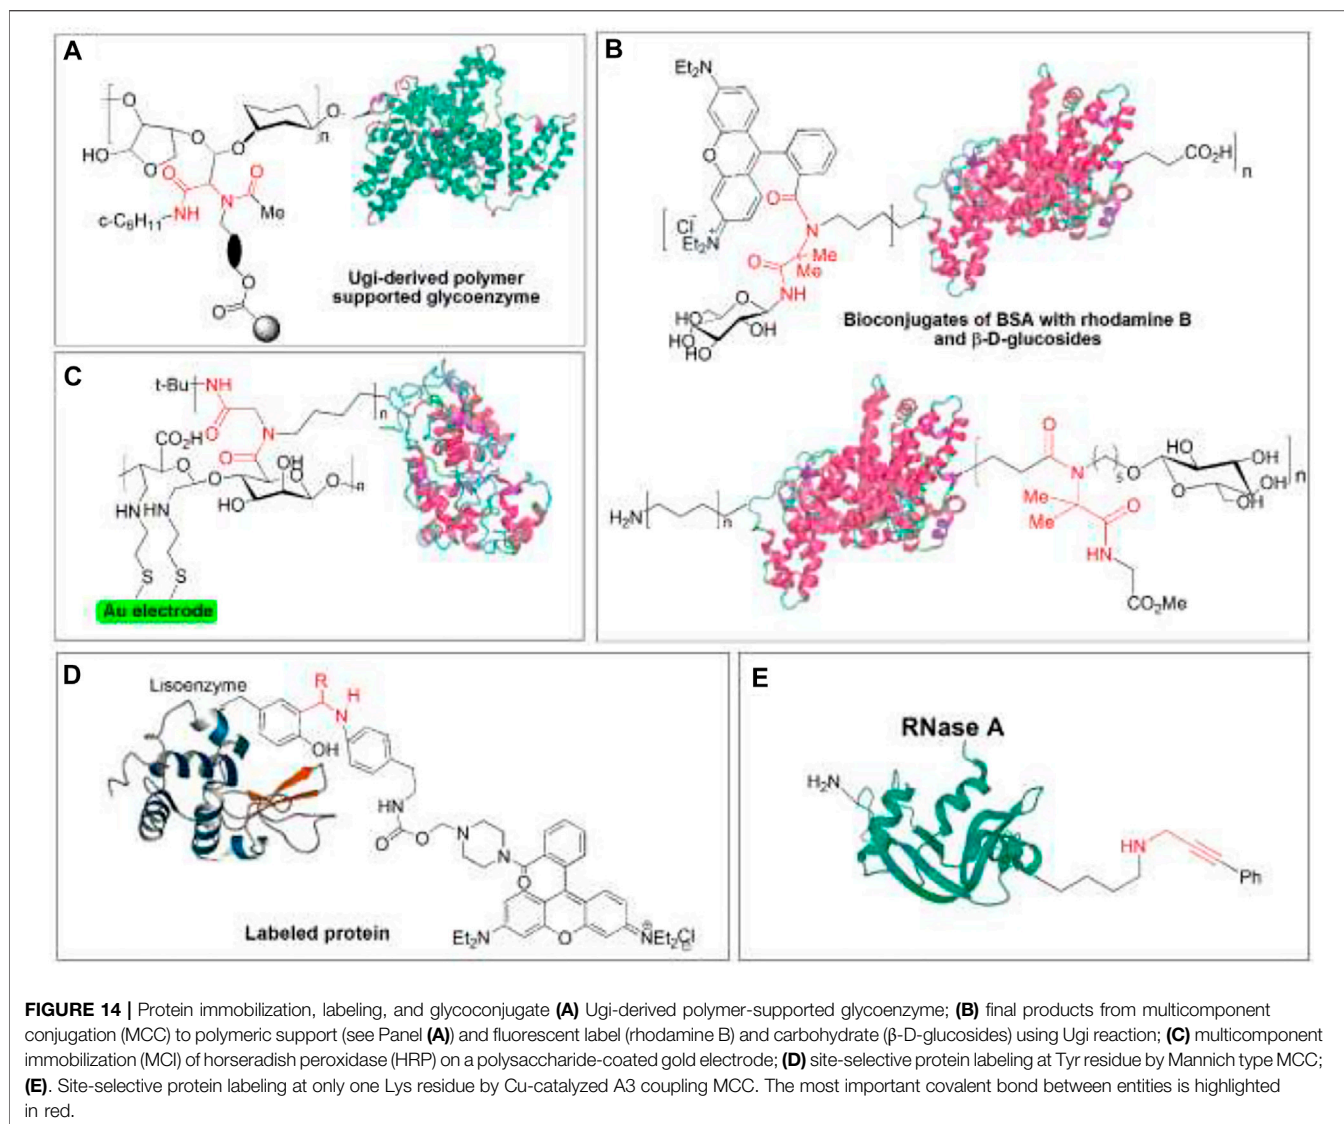 A
O
HO
O
O
O
O
n
O
O
O
N
Me
c-C6H11
NH
O
O
Ugi-derived polymer
supported glycoenzyme
B
Et2N
O
O
Cl-
Et2N+
N
Me
Me
O
NH
O
HO
HO
HO
OH
CO2H
n
Bioconjugates of BSA with rhodamine B
and β-D-glucosides
H2N
n
O
N
5
O
HO
OH
OH
OH
O
n
Me
Me
O
HN
CO2Me
C
t-Bu
NH
O
N
n
CO2H
O
O
O
OH
HO
O
O
n
HN
HN
S
S
Au electrode
D
Lisoenzyme
R
H
N
OH
HN
O
O
N
N
O
Et2N
O
NEt2Cl
⊕
⊖
Labeled protein
E
RNase A
H2N
HN
Ph
FIGURE 14 | Protein immobilization, labeling, and glycoconjugate (A) Ugi-derived polymer-supported glycoenzyme; (B) final products from multicomponent
conjugation (MCC) to polymeric support (see Panel (A)) and fluorescent label (rhodamine B) and carbohydrate (β-D-glucosides) using Ugi reaction; (C) multicomponent
immobilization (MCI) of horseradish peroxidase (HRP) on a polysaccharide-coated gold electrode; (D) site-selective protein labeling at Tyr residue by Mannich type MCC;
(E). Site-selective protein labeling at only one Lys residue by Cu-catalyzed A3 coupling MCC. The most important covalent bond between entities is highlighted
in red.